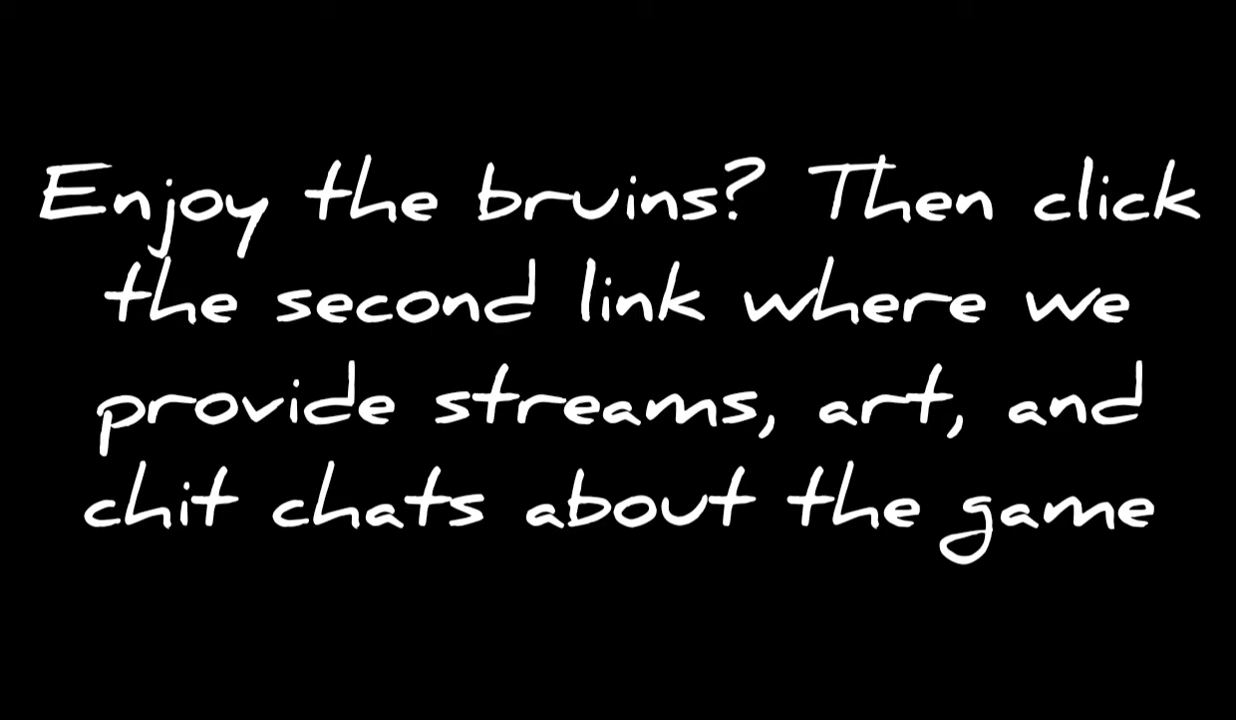 Enjoy the bruins? Then click
the second link where we
provide streams, art, and
chit chats about the game